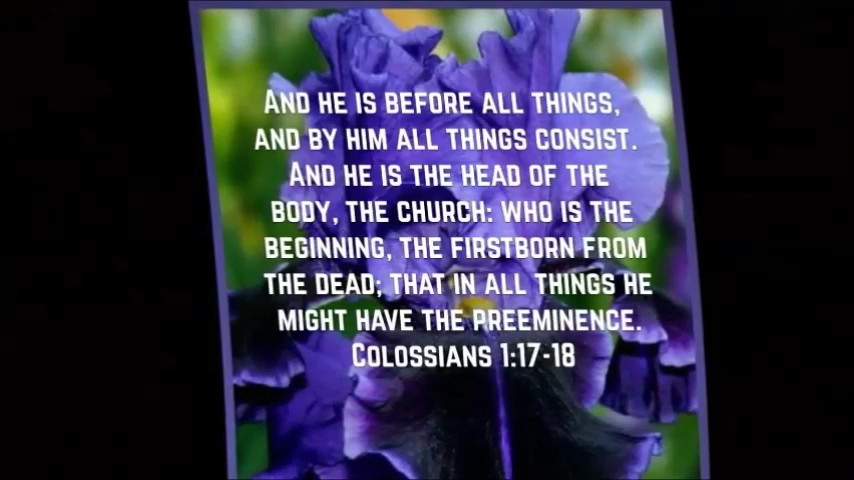 And he is before all things,
and by him all things consist.
And he is the head of the
body, the church: who is the
beginning, the firstborn from
the dead; that in all things he
might have the preeminence.
Colossians 1:17-18